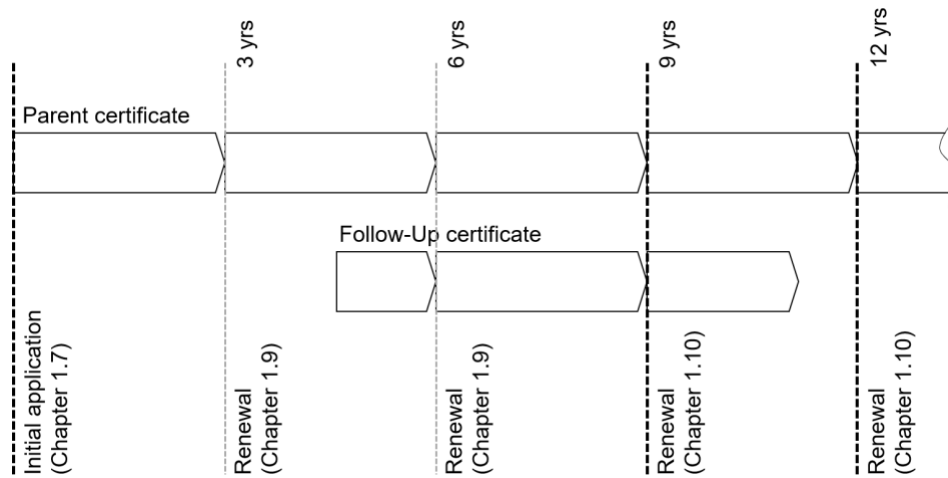 3 yrs
6 yrs
9 yrs
12 yrs
Parent certificate
Follow-Up certificate
Initial application
(Chapter 1.7)
Renewal
(Chapter 1.9)
Renewal
(Chapter 1.9)
Renewal
(Chapter 1.10)
Renewal
(Chapter 1.10)